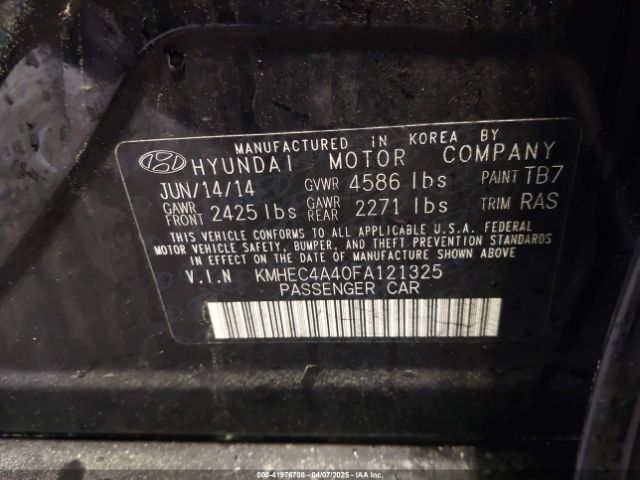 MANUFACTURED IN KOREA BY
HYUNDAI MOTOR COMPANY
JUN/14/14 GVWR 4586 lbs PAINT TB7
GAWR FRONT 2425 lbs GAWR REAR 2271 lbs TRIM RAS
THIS VEHICLE CONFORMS TO ALL APPLICABLE U.S.A. FEDERAL
MOTOR VEHICLE SAFETY, BUMPER, AND THEFT PREVENTION STANDARDS
IN EFFECT ON THE DATE OF MANUFACTURE SHOWN ABOVE
V.I.N KMHEC4A40FA121325
PASSENGER CAR
000-41976708 - 04/07/2025 - IAAI.COM